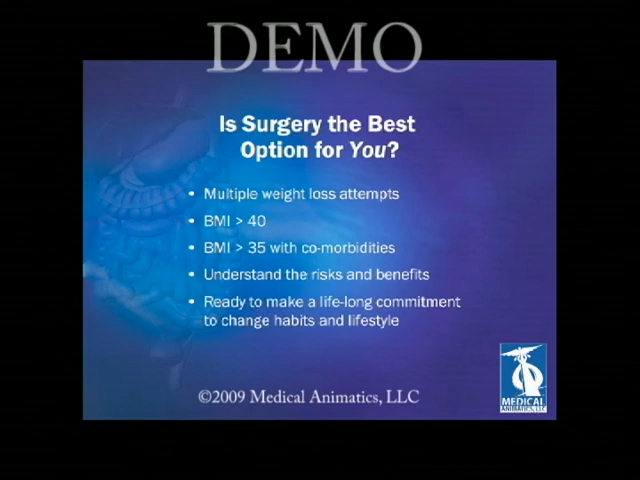 DEMO
Is Surgery the Best
Option for You?
• Multiple weight loss attempts
• BMI > 40
• BMI > 35 with co-morbidities
• Understand the risks and benefits
• Ready to make a life-long commitment
to change habits and lifestyle
©2009 Medical Animatics, LLC
MEDICAL
ANIMATICS, LLC